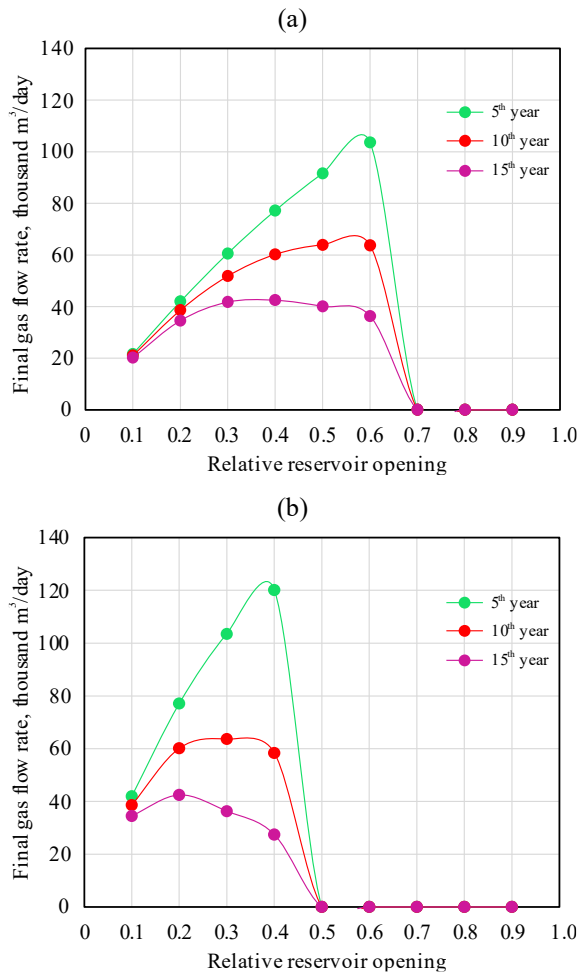 (a)
Final gas flow rate, thousand m³/day
140
120
100
80
60
40
20
0
5th year
10th year
15th year
0 0.1 0.2 0.3 0.4 0.5 0.6 0.7 0.8 0.9 1.0
Relative reservoir opening
(b)
Final gas flow rate, thousand m³/day
140
120
100
80
60
40
20
0
5th year
10th year
15th year
0 0.1 0.2 0.3 0.4 0.5 0.6 0.7 0.8 0.9 1.0
Relative reservoir opening